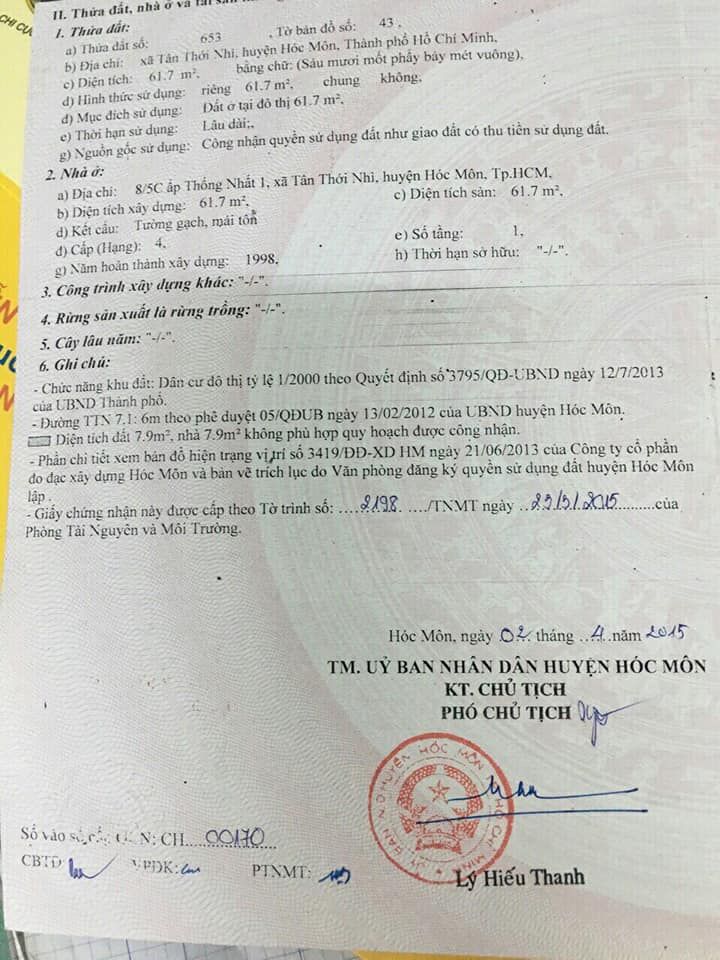 II. Thửa đất, nhà ở và tài sản
1. Thửa đất:
a) Thửa đất số: 653 , Tờ bản đồ số: 43 ,
b) Địa chỉ: xã Tân Thới Nhì, huyện Hóc Môn, Thành phố Hồ Chí Minh,
c) Diện tích: 61.7 m², bằng chữ: (Sáu mươi mốt phẩy bảy mét vuông),
d) Hình thức sử dụng: riêng 61.7 m², chung không,
đ) Mục đích sử dụng: Đất ở tại đô thị 61.7 m²,
e) Thời hạn sử dụng: Lâu dài;,
g) Nguồn gốc sử dụng: Công nhận quyền sử dụng đất như giao đất có thu tiền sử dụng đất.
2. Nhà ở:
a) Địa chỉ: 8/5C ấp Thống Nhất 1, xã Tân Thới Nhì, huyện Hóc Môn, Tp.HCM,
b) Diện tích xây dựng: 61.7 m², c) Diện tích sàn: 61.7 m²,
d) Kết cấu: Tường gạch, mái tôn
đ) Cấp (Hạng): 4, e) Số tầng: 1,
g) Năm hoàn thành xây dựng: 1998, h) Thời hạn sở hữu: "-/-".
3. Công trình xây dựng khác: "-/-".
4. Rừng sản xuất là rừng trồng: "-/-".
5. Cây lâu năm: "-/-".
6. Ghi chú:
- Chức năng khu đất: Dân cư đô thị tỷ lệ 1/2000 theo Quyết định số 3795/QĐ-UBND ngày 12/7/2013
của UBND Thành phố.
- Đường TTN 7.1: 6m theo phê duyệt 05/QĐUB ngày 13/02/2012 của UBND huyện Hóc Môn.
Diện tích đất 7.9m², nhà 7.9m² không phù hợp quy hoạch được công nhận.
- Phần chi tiết xem bản đồ hiện trạng vị trí số 3419/ĐĐ-XD HM ngày 21/06/2013 của Công ty cổ phần
đo đạc xây dựng Hóc Môn và bản vẽ trích lục do Văn phòng đăng ký quyền sử dụng đất huyện Hóc Môn
lập .
- Giấy chứng nhận này được cấp theo Tờ trình số: ....2198...../TNMT ngày ..23/3/2015........của
Phòng Tài Nguyên và Môi Trường.
Hóc Môn, ngày 02 tháng ..4.năm 2015
TM. UỶ BAN NHÂN DÂN HUYỆN HÓC MÔN
KT. CHỦ TỊCH
PHÓ CHỦ TỊCH
ỦY BAN N.D HUYỆN HÓC MÔN T.P HỒ CHÍ MINH
Lý Hiếu Thanh
Số vào sổ cấp GCN: CH....00170
CBTĐ: VPĐK: PTNMT: